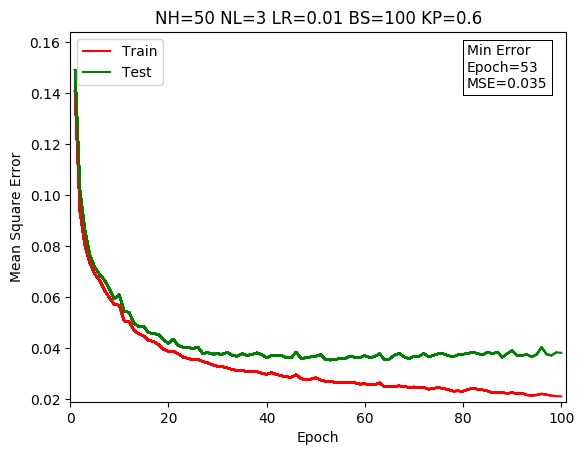 NH=50 NL=3 LR=0.01 BS=100 KP=0.6
Train
Test
Min Error
Epoch=53
MSE=0.035
Mean Square Error
0.16
0.14
0.12
0.10
0.08
0.06
0.04
0.02
0 20 40 60 80 100
Epoch